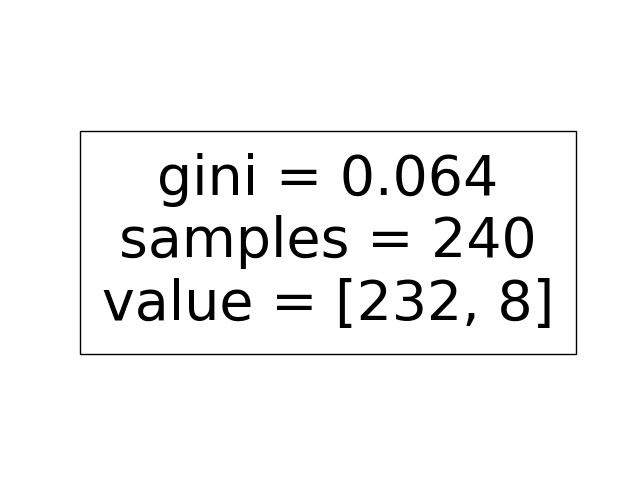 gini = 0.064
samples = 240
value = [232, 8]